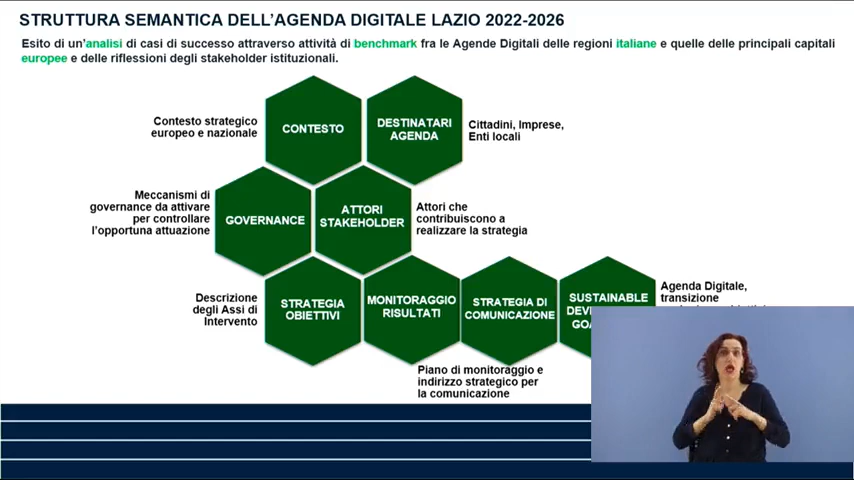 STRUTTURA SEMANTICA DELL'AGENDA DIGITALE LAZIO 2022-2026
Esito di un'analisi di casi di successo attraverso attività di benchmark fra le Agende Digitali delle regioni italiane e quelle delle principali capitali
europee e delle riflessioni degli stakeholder istituzionali.
Contesto strategico
europeo e nazionale
CONTESTO
DESTINATARI
AGENDA
Cittadini, Imprese,
Enti locali
Meccanismi di
governance da attivare
per controllare
l'opportuna attuazione
GOVERNANCE
ATTORI
STAKEHOLDER
Attori che
contribuiscono a
realizzare la strategia
Descrizione
degli Assi di
Intervento
STRATEGIA
OBIETTIVI
MONITORAGGIO
RISULTATI
STRATEGIA DI
COMUNICAZIONE
SUSTAINABLE
Agenda Digitale,
transizione
Piano di monitoraggio e
indirizzo strategico per
la comunicazione